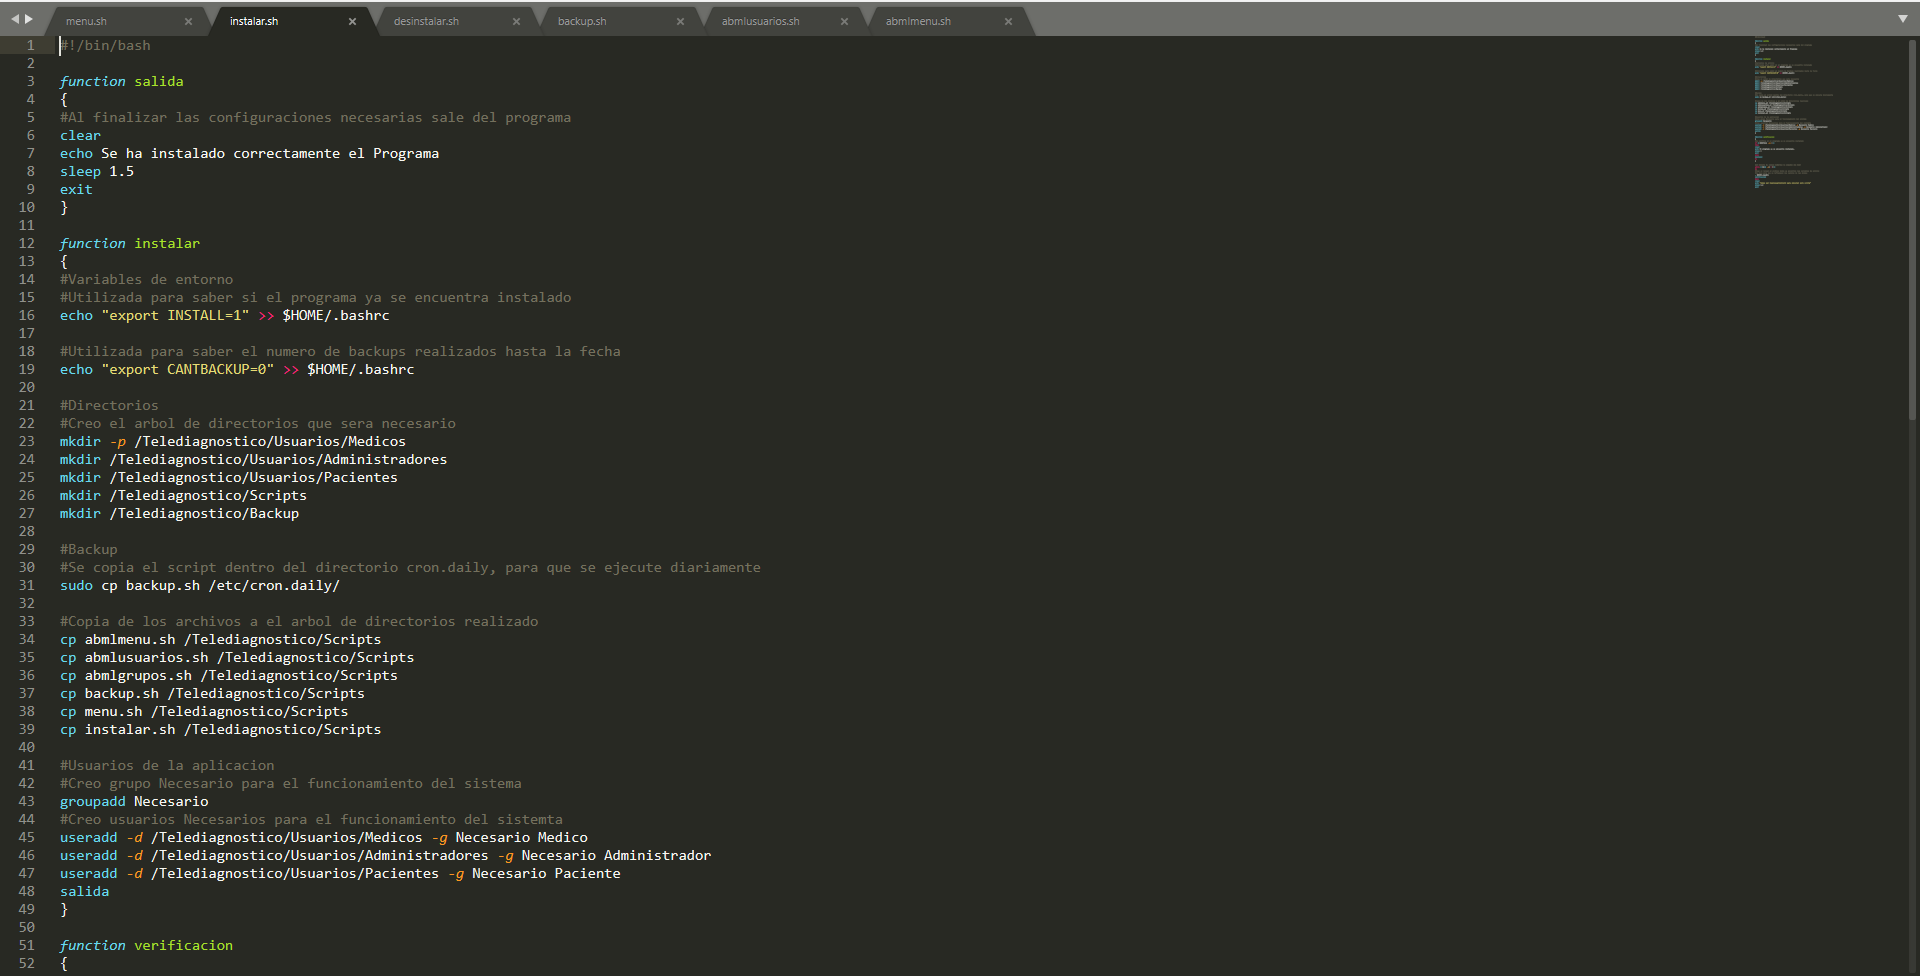 menu.sh instalar.sh desinstalar.sh backup.sh abmlusuarios.sh abmlmenu.sh
1 #!/bin/bash
2
3 function salida
4 {
5 #Al finalizar las configuraciones necesarias sale del programa
6 clear
7 echo Se ha instalado correctamente el Programa
8 sleep 1.5
9 exit
10 }
11
12 function instalar
13 {
14 #Variables de entorno
15 #Utilizada para saber si el programa ya se encuentra instalado
16 echo "export INSTALL=1" >> $HOME/.bashrc
17
18 #Utilizada para saber el numero de backups realizados hasta la fecha
19 echo "export CANTBACKUP=0" >> $HOME/.bashrc
20
21 #Directorios
22 #Creo el arbol de directorios que sera necesario
23 mkdir -p /Telediagnostico/Usuarios/Medicos
24 mkdir /Telediagnostico/Usuarios/Administradores
25 mkdir /Telediagnostico/Usuarios/Pacientes
26 mkdir /Telediagnostico/Scripts
27 mkdir /Telediagnostico/Backup
28
29 #Backup
30 #Se copia el script dentro del directorio cron.daily, para que se ejecute diariamente
31 sudo cp backup.sh /etc/cron.daily/
32
33 #Copia de los archivos a el arbol de directorios realizado
34 cp abmlmenu.sh /Telediagnostico/Scripts
35 cp abmlusuarios.sh /Telediagnostico/Scripts
36 cp abmlgrupos.sh /Telediagnostico/Scripts
37 cp backup.sh /Telediagnostico/Scripts
38 cp menu.sh /Telediagnostico/Scripts
39 cp instalar.sh /Telediagnostico/Scripts
40
41 #Usuarios de la aplicacion
42 #Creo grupo Necesario para el funcionamiento del sistema
43 groupadd Necesario
44 #Creo usuarios Necesarios para el funcionamiento del sistemta
45 useradd -d /Telediagnostico/Usuarios/Medicos -g Necesario Medico
46 useradd -d /Telediagnostico/Usuarios/Administradores -g Necesario Administrador
47 useradd -d /Telediagnostico/Usuarios/Pacientes -g Necesario Paciente
48 salida
49 }
50
51 function verificacion
52 {